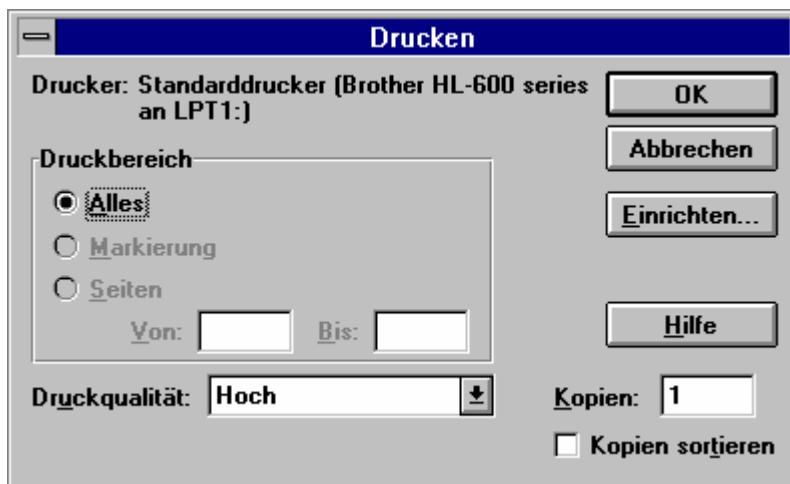 Drucken
Drucker: Standarddrucker (Brother HL-600 series
an LPT1:)
OK
Abbrechen
Einrichten...
Hilfe
Druckbereich
Alles
Markierung
Seiten
Von: Bis:
Druckqualität: Hoch
Kopien: 1
Kopien sortieren